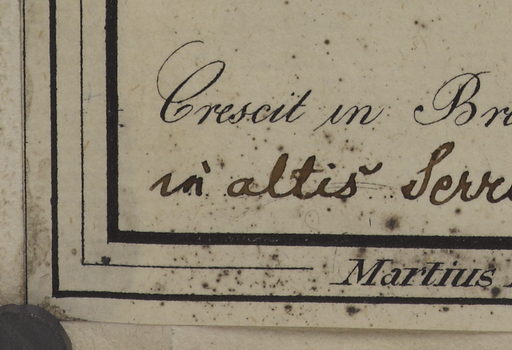 Crescit in Br
in altis Serr
Martius